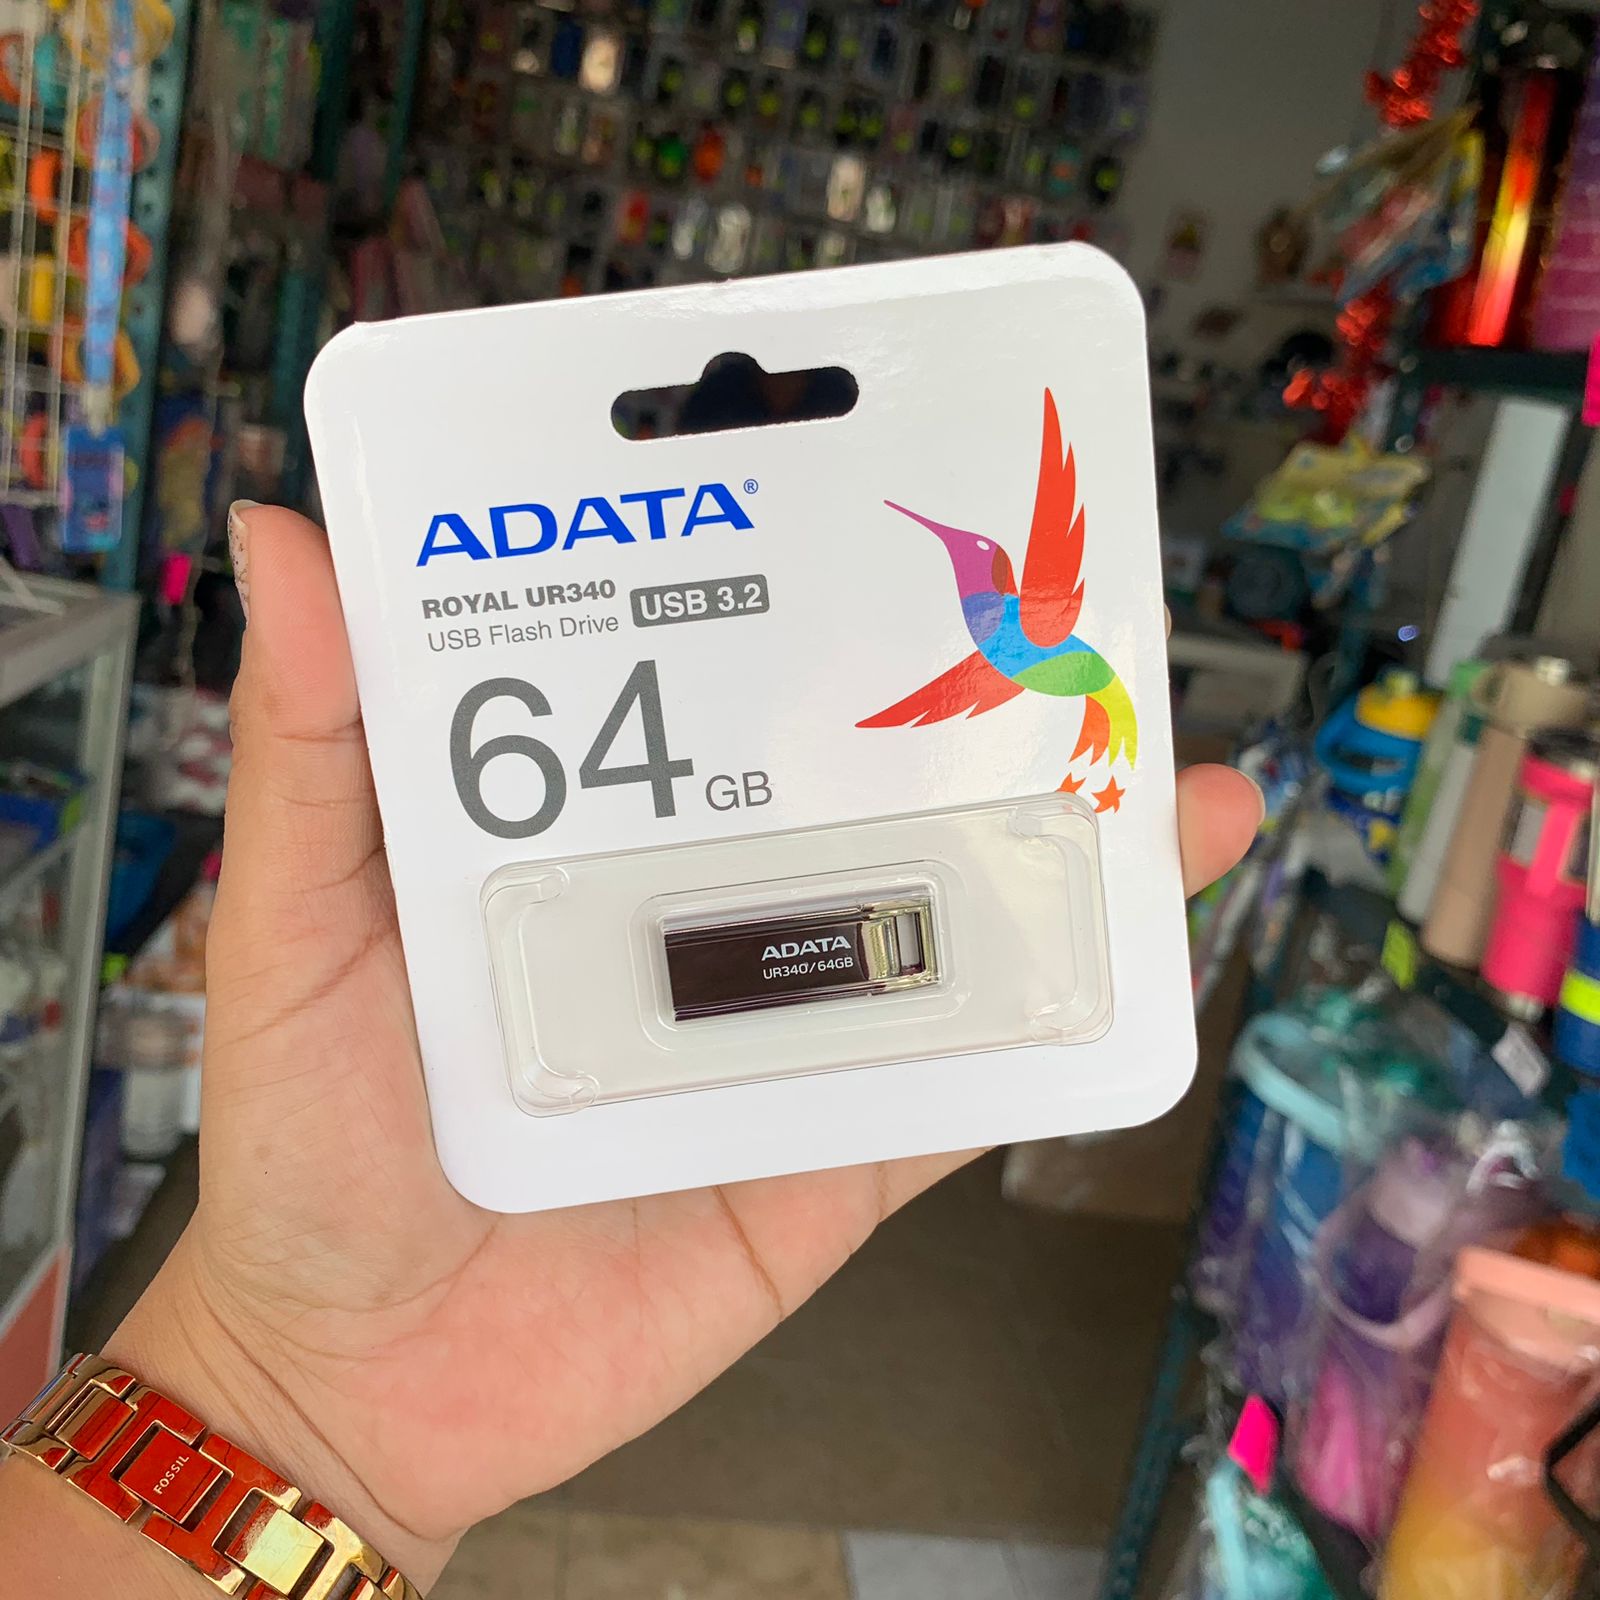 ADATA®
ROYAL UR340 USB 3.2
USB Flash Drive
64 GB
ADATA
UR340/64GB
FOSSIL